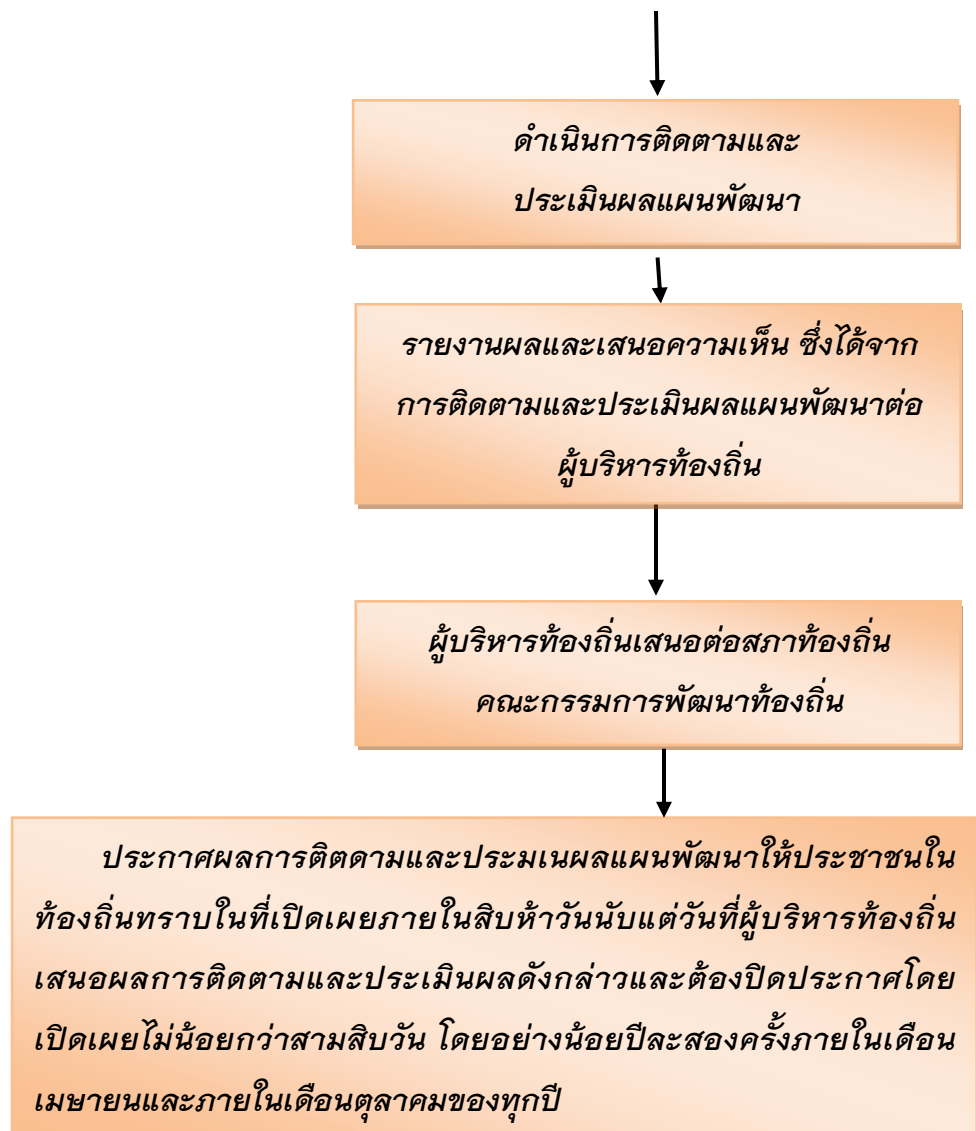 ดำเนินการติดตามและ
ประเมินผลแผนพัฒนา
รายงานผลและเสนอความเห็น ซึ่งได้จาก
การติดตามและประเมินผลแผนพัฒนาต่อ
ผู้บริหารท้องถิ่น
ผู้บริหารท้องถิ่นเสนอต่อสภาท้องถิ่น
คณะกรรมการพัฒนาท้องถิ่น
ประกาศผลการติตดามและประมเนผลแผนพัฒนาให้ประชาชนใน
ท้องถิ่นทราบในที่เปิดเผยภายในสิบห้าวันนับแต่วันที่ผู้บริหารท้องถิ่น
เสนอผลการติดตามและประเมินผลดังกล่าวและต้องปิดประกาศโดย
เปิดเผยไม่น้อยกว่าสามสิบวัน โดยอย่างน้อยปีละสองครั้งภายในเดือน
เมษายนและภายในเดือนตุลาคมของทุกปี